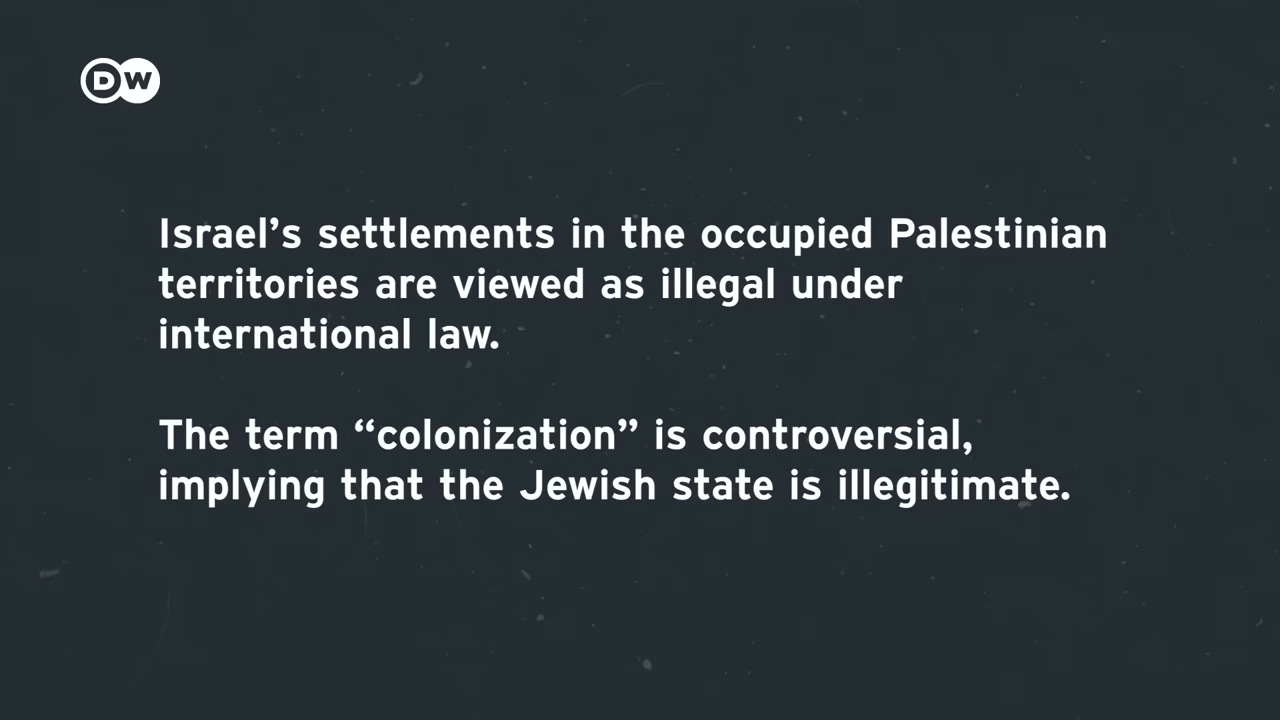 DW
Israel’s settlements in the occupied Palestinian
territories are viewed as illegal under
international law.
The term “colonization” is controversial,
implying that the Jewish state is illegitimate.